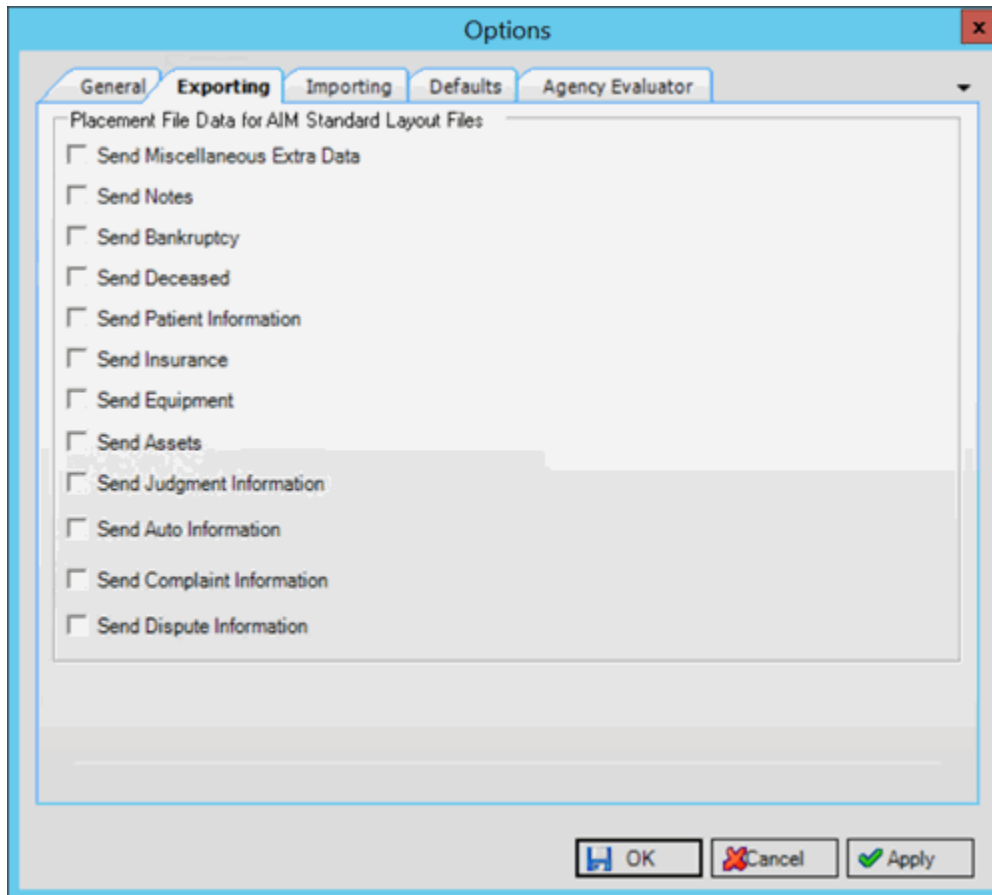 Options
x
General Exporting Importing Defaults Agency Evaluator
Placement File Data for AIM Standard Layout Files
Send Miscellaneous Extra Data
Send Notes
Send Bankruptcy
Send Deceased
Send Patient Information
Send Insurance
Send Equipment
Send Assets
Send Judgment Information
Send Auto Information
Send Complaint Information
Send Dispute Information
OK Cancel Apply